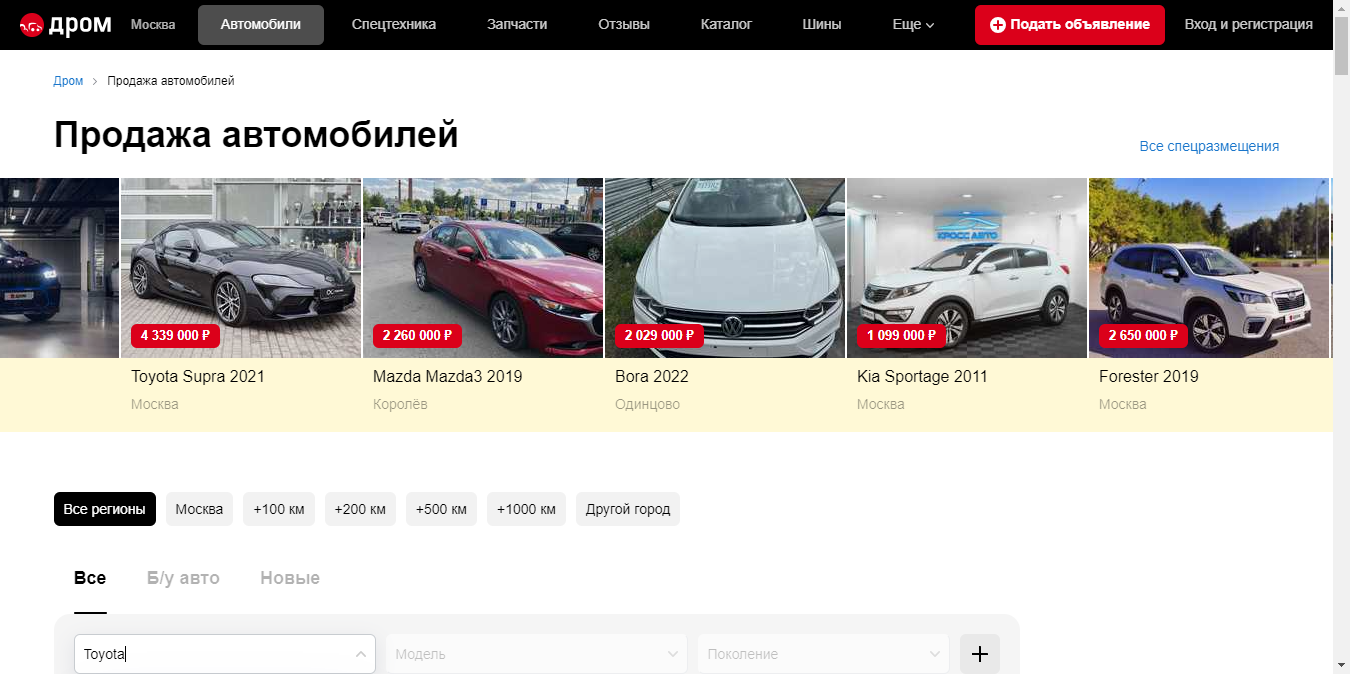 дром Москва Автомобили Спецтехника Запчасти Отзывы Каталог Шины Еще Подать объявление Вход и регистрация
Дром > Продажа автомобилей
Продажа автомобилей
Все спецразмещения
КРОСС АВТО
4 339 000 ₽ 2 260 000 ₽ 2 029 000 ₽ 1 099 000 ₽ 2 650 000 ₽
Toyota Supra 2021 Mazda Mazda3 2019 Bora 2022 Kia Sportage 2011 Forester 2019
Москва Королёв Одинцово Москва Москва
Все регионы Москва +100 км +200 км +500 км +1000 км Другой город
Все Б/у авто Новые
Toyota Модель Поколение +